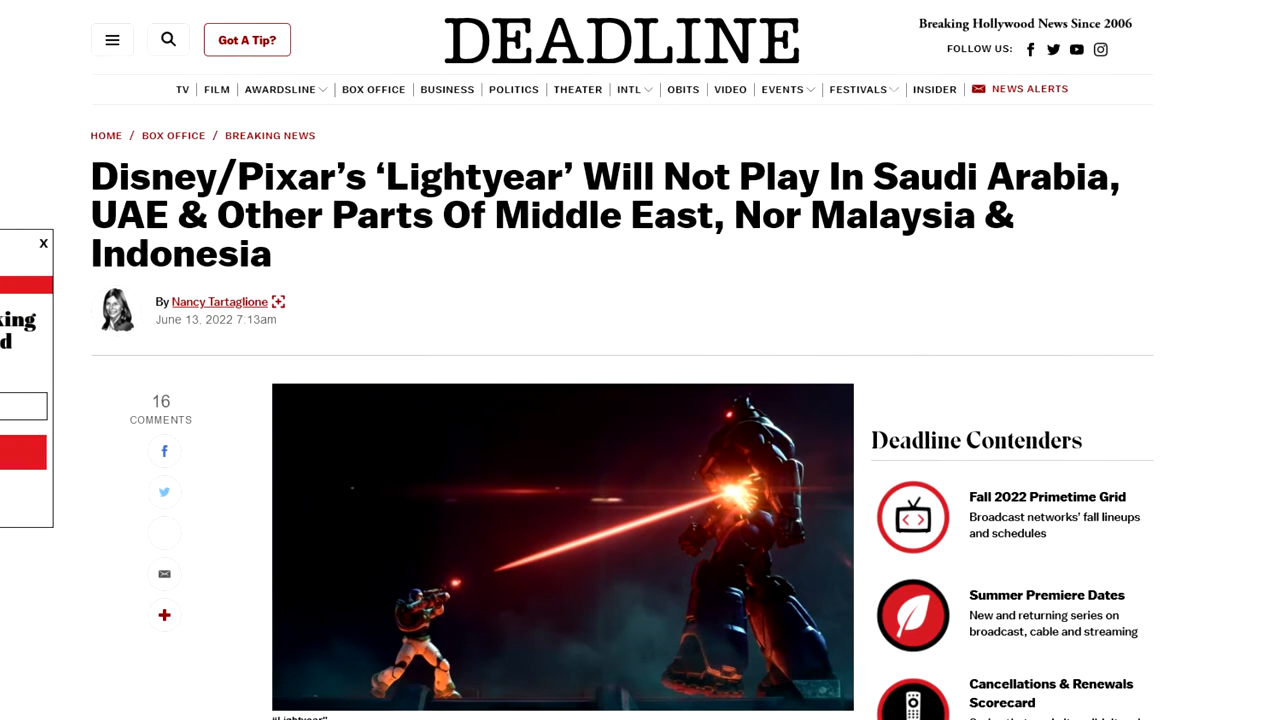 Got A Tip?
DEADLINE
Breaking Hollywood News Since 2006
FOLLOW US:
TV
FILM
AWARDSLINE
BOX OFFICE
BUSINESS
POLITICS
THEATER
INTL
OBITS
VIDEO
EVENTS
FESTIVALS
INSIDER
NEWS ALERTS
HOME / BOX OFFICE / BREAKING NEWS
Disney/Pixar’s ‘Lightyear’ Will Not Play In Saudi Arabia,
UAE & Other Parts Of Middle East, Nor Malaysia &
Indonesia
X
By Nancy Tartaglione
June 13, 2022 7:13am
16
COMMENTS
Deadline Contenders
Fall 2022 Primetime Grid
Broadcast networks’ fall lineups
and schedules
Summer Premiere Dates
New and returning series on
broadcast, cable and streaming
Cancellations & Renewals
Scorecard
"Lightyear"